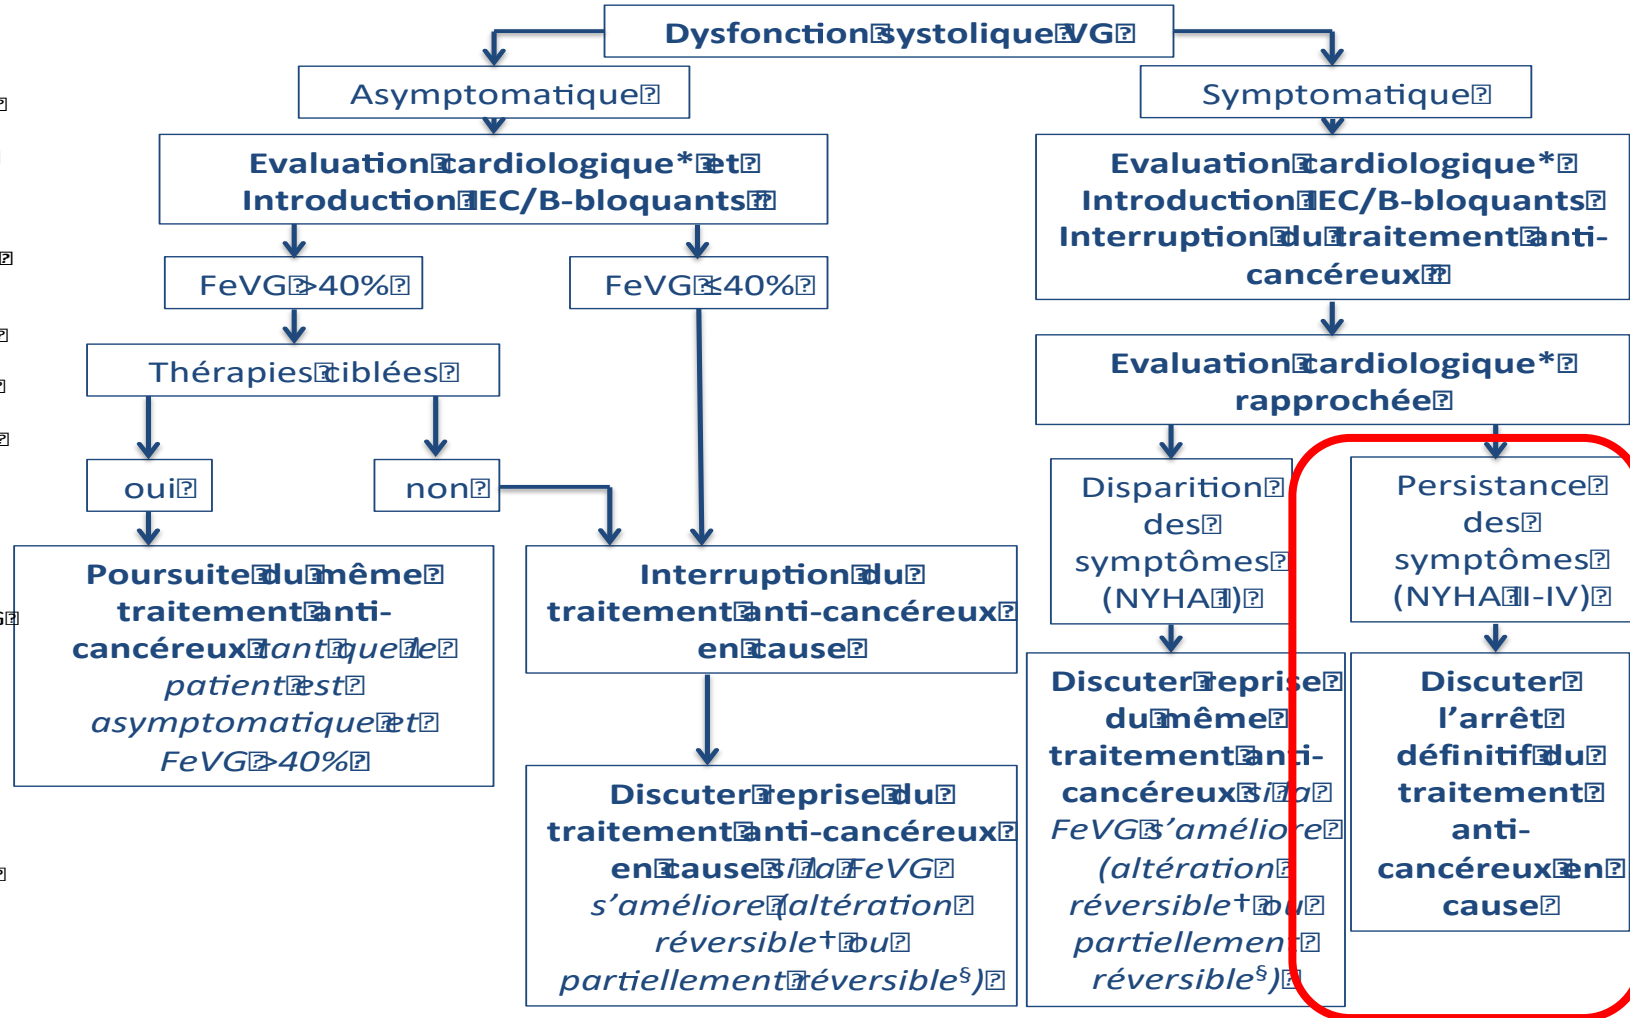 Dysfonction systolique VG
Asymptomatique
Symptomatique
Evaluation cardiologique* et
Introduction IEC/B-bloquants
Evaluation cardiologique*
Introduction IEC/B-bloquants
Interruption du traitement anti-
cancéreux
FeVG >40%
FeVG ≤40%
Thérapies ciblées
Evaluation cardiologique*
rapprochée
oui
non
Disparition
des
symptômes
(NYHA I)
Persistance
des
symptômes
(NYHA II-IV)
Poursuite du même
traitement anti-
cancéreux tant que le
patient est
asymptomatique et
FeVG >40%
Interruption du
traitement anti-cancéreux
en cause
Discuter reprise du
traitement anti-cancéreux
en cause si la FeVG
s'améliore (altération
réversible† ou
partiellement réversible§)
Discuter reprise
du même
traitement anti-
cancéreux si la
FeVG s'améliore
(altération
réversible† ou
partiellement
réversible§)
Discuter
l'arrêt
définitif du
traitement
anti-
cancéreux en
cause